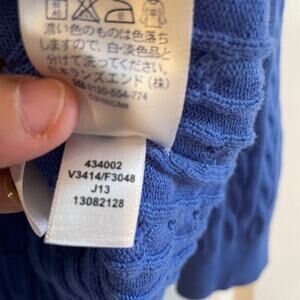 濃い色のものは色落ち
しますので、白・淡色品と
分けて洗ってください。
日本ランズエンド(株)
0120-554-774
434002
V3414/F3048
J13
13082128